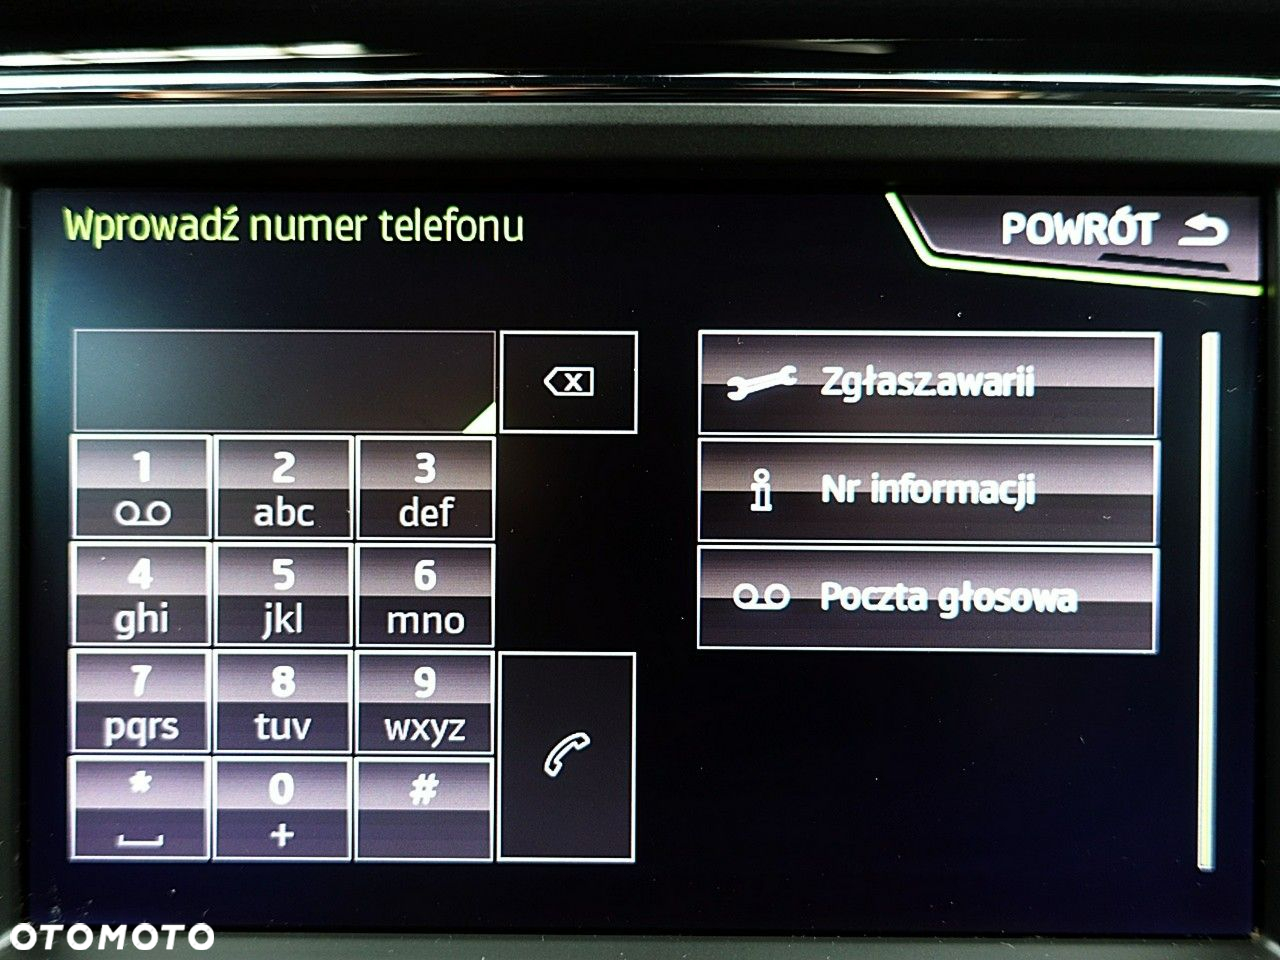 Wprowadź numer telefonu
POWRÓT
x
Zgłasz.awarii
Nr informacji
Poczta głosowa
1
2
abc
3
def
4
ghi
5
jkl
6
mno
7
pqrs
8
tuv
9
wxyz
*
0
+
#
OTOMOTO